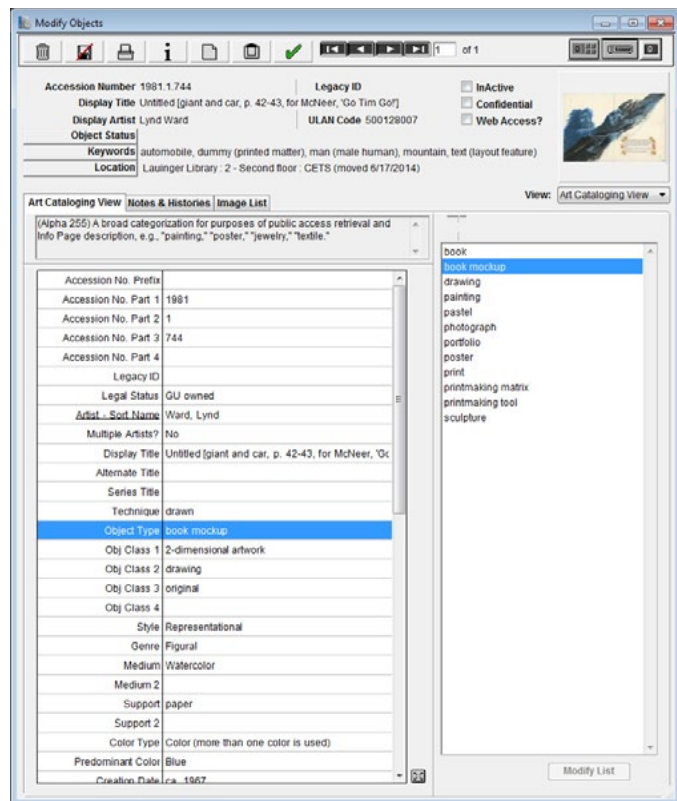 Modify Objects
1 of 1
Accession Number 1981.1.744 Legacy ID InActive
Display Title Untitled [giant and car, p. 42-43, for McNeer, 'Go Tim Go!'] Confidential
Display Artist Lynd Ward ULAN Code 500128007 Web Access?
Object Status
Keywords automobile, dummy (printed matter), man (male human), mountain, text (layout feature)
Location Lauinger Library : 2 - Second floor : CETS (moved 6/17/2014)
View: Art Cataloging View
Art Cataloging View Notes & Histories Image List
(Alpha 255) A broad categorization for purposes of public access retrieval and
Info Page description, e.g., "painting," "poster," "jewelry," "textile."
Accession No. Prefix
Accession No. Part 1 1981
Accession No. Part 2 1
Accession No. Part 3 744
Accession No. Part 4
Legacy ID
Legal Status GU owned
Artist - Sort Name Ward, Lynd
Multiple Artists? No
Display Title Untitled [giant and car, p. 42-43, for McNeer, 'Gc
Alternate Title
Series Title
Technique drawn
Object Type book mockup
Obj Class 1 2-dimensional artwork
Obj Class 2 drawing
Obj Class 3 original
Obj Class 4
Style Representational
Genre Figural
Medium Watercolor
Medium 2
Support paper
Support 2
Color Type Color (more than one color is used)
Predominant Color Blue
Creation Date ca. 1967
book
book mockup
drawing
painting
pastel
photograph
portfolio
poster
print
printmaking matrix
printmaking tool
sculpture
Modify List